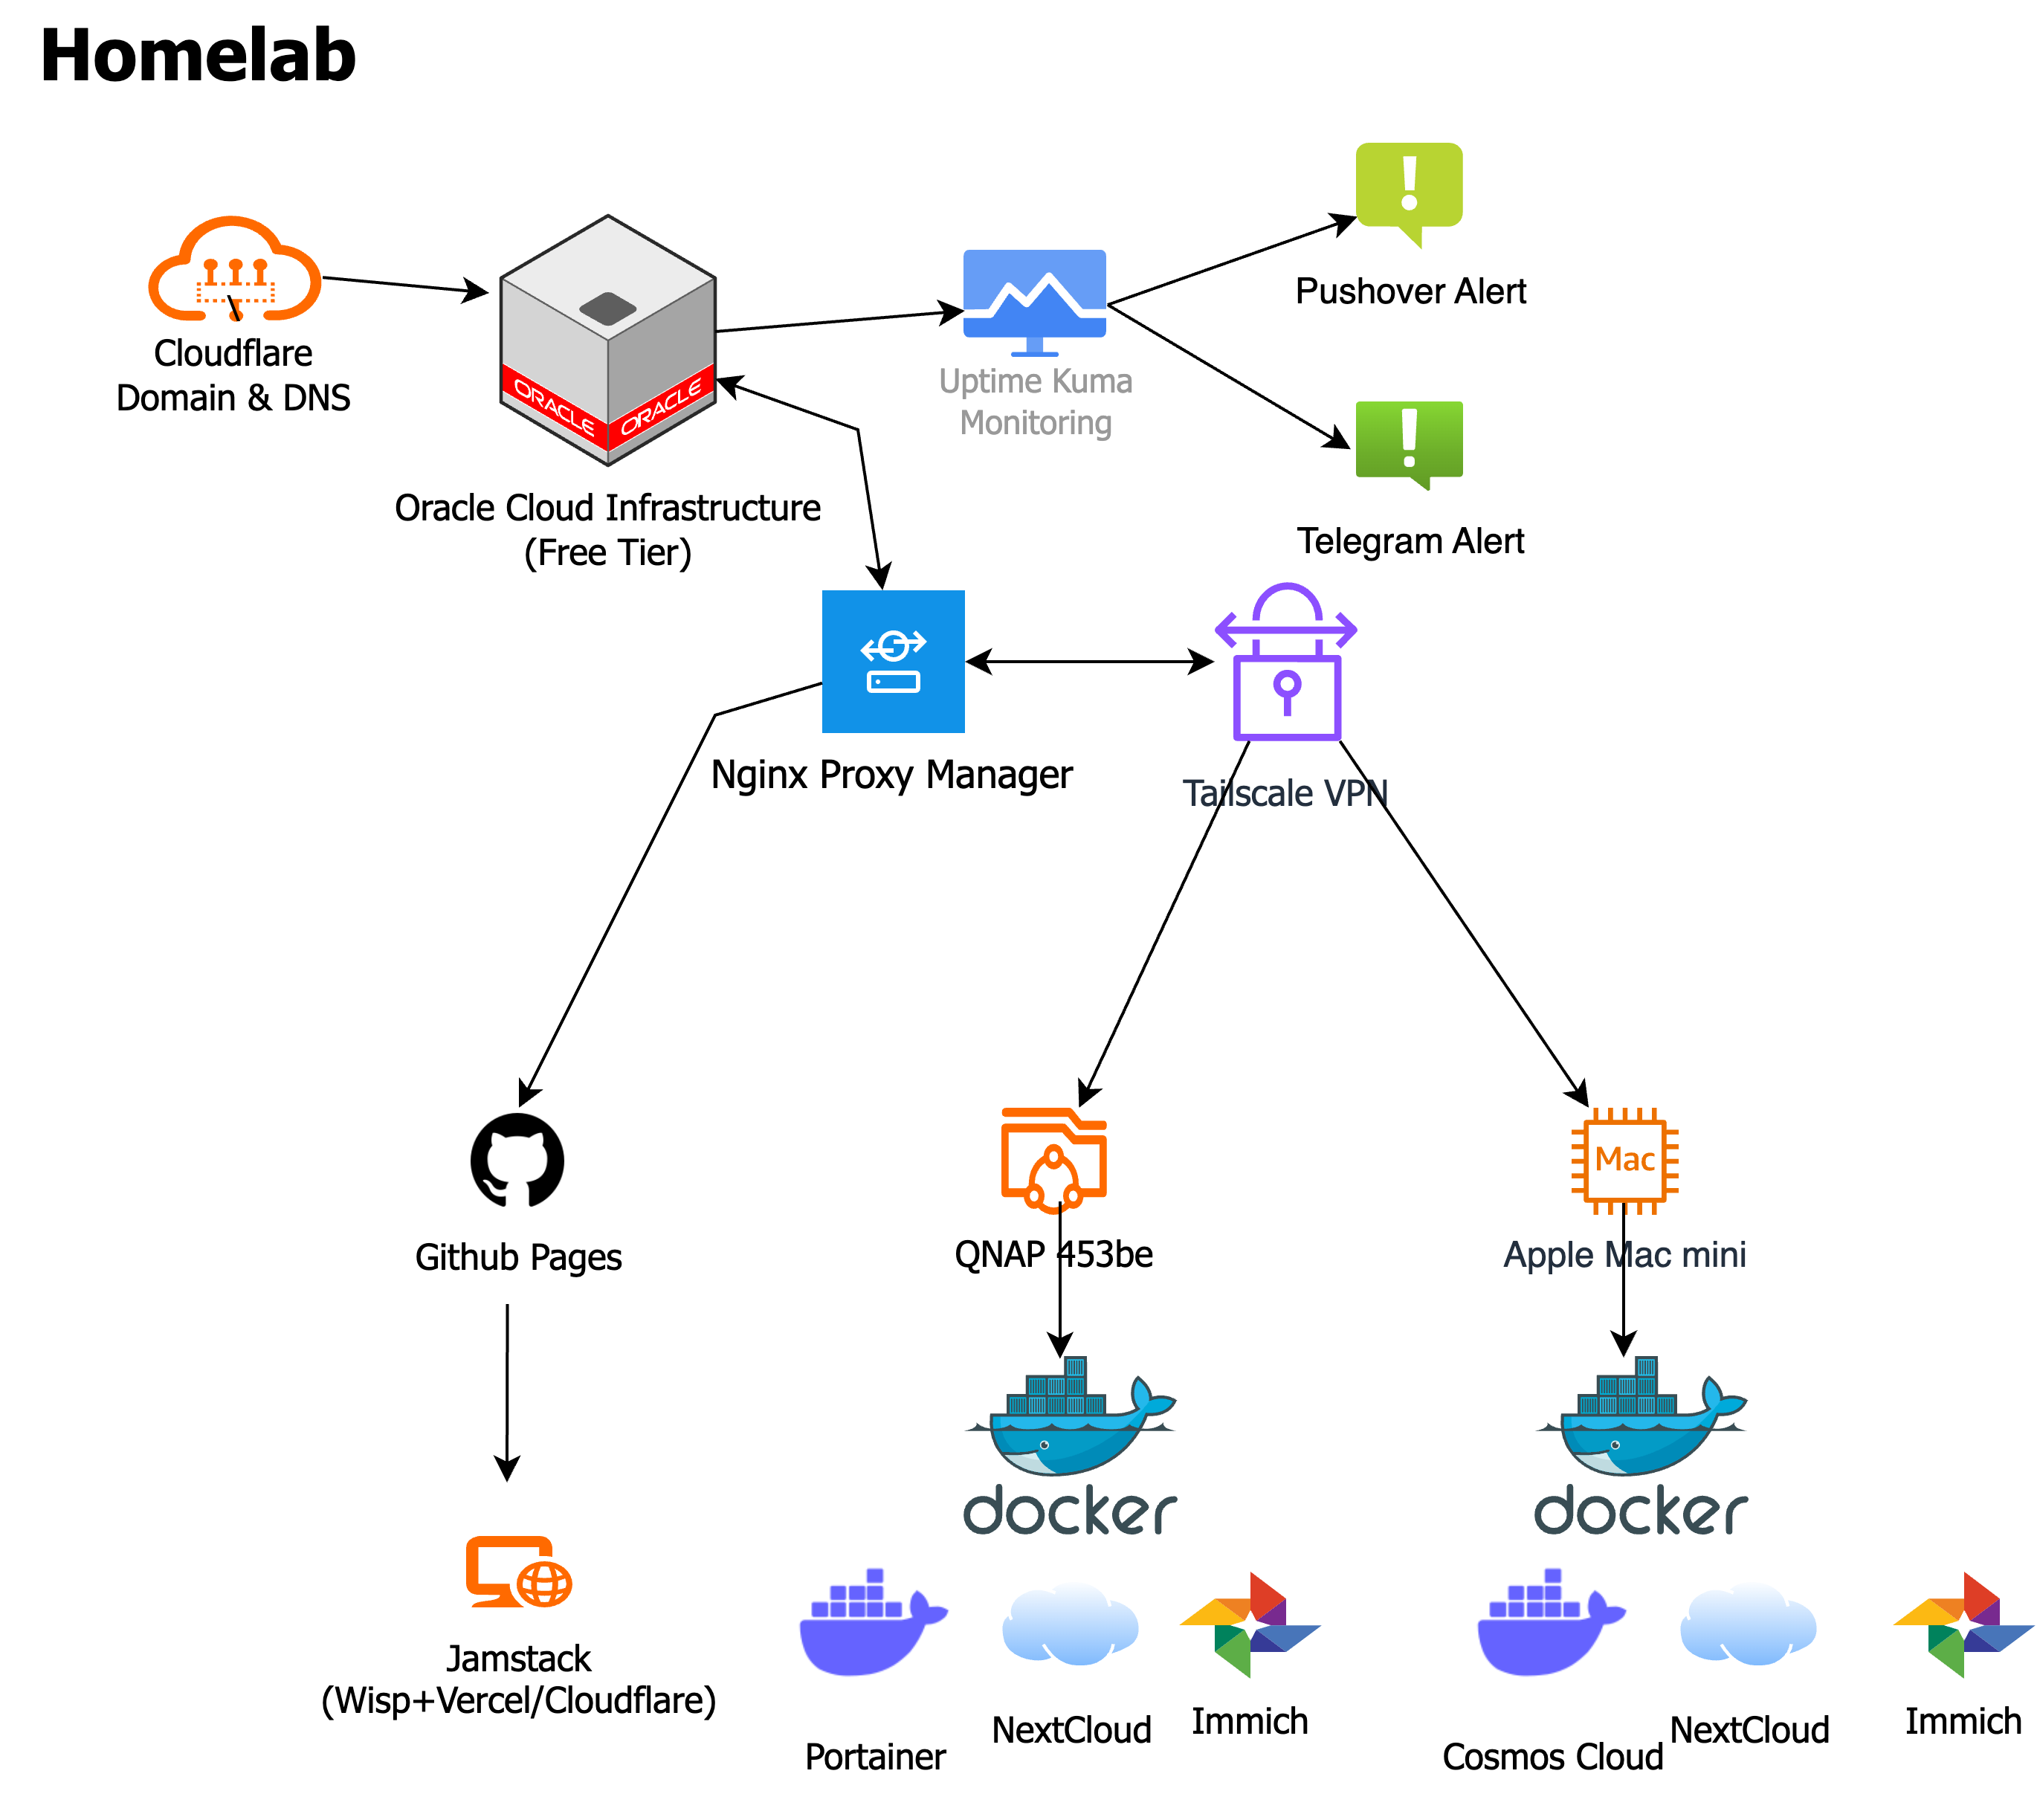 Homelab
Cloudflare
Domain & DNS
ORACLE
ORACLE
Oracle Cloud Infrastructure
(Free Tier)
Uptime Kuma
Monitoring
Pushover Alert
Telegram Alert
Nginx Proxy Manager
Tailscale VPN
Github Pages
QNAP 453be
Mac
Apple Mac mini
docker
docker
Jamstack
(Wisp+Vercel/Cloudflare)
Portainer
NextCloud
Immich
Cosmos Cloud
NextCloud
Immich